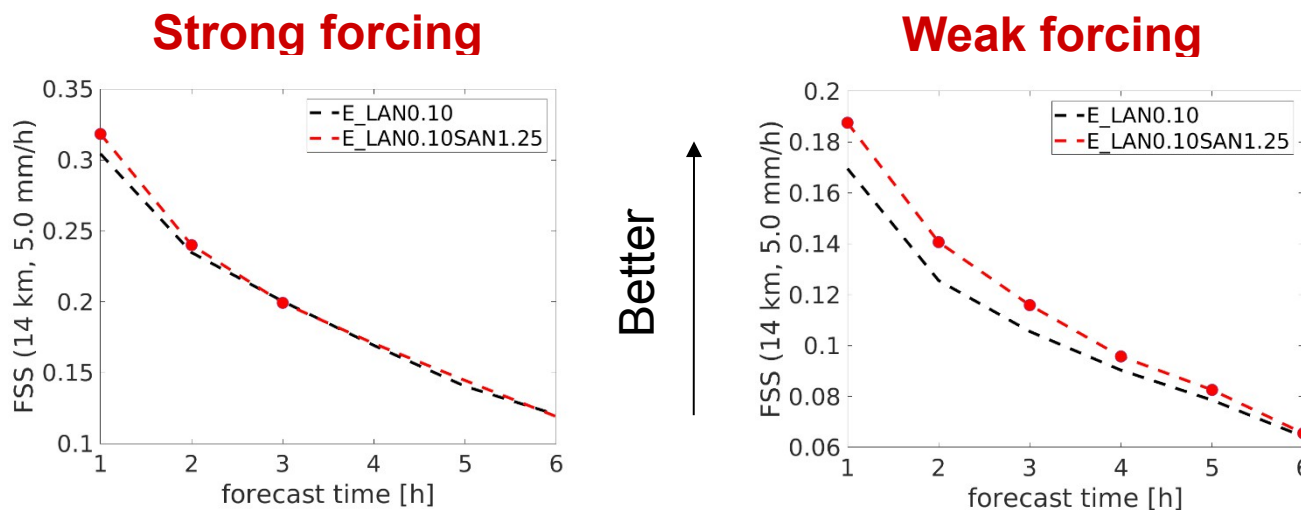 Strong forcing
FSS (14 km, 5.0 mm/h)
0.35
0.3
0.25
0.2
0.15
0.1
E_LAN0.10
E_LAN0.10SAN1.25
1 2 3 4 5 6
forecast time [h]
Better
Weak forcing
FSS (14 km, 5.0 mm/h)
0.2
0.18
0.16
0.14
0.12
0.1
0.08
0.06
E_LAN0.10
E_LAN0.10SAN1.25
1 2 3 4 5 6
forecast time [h]